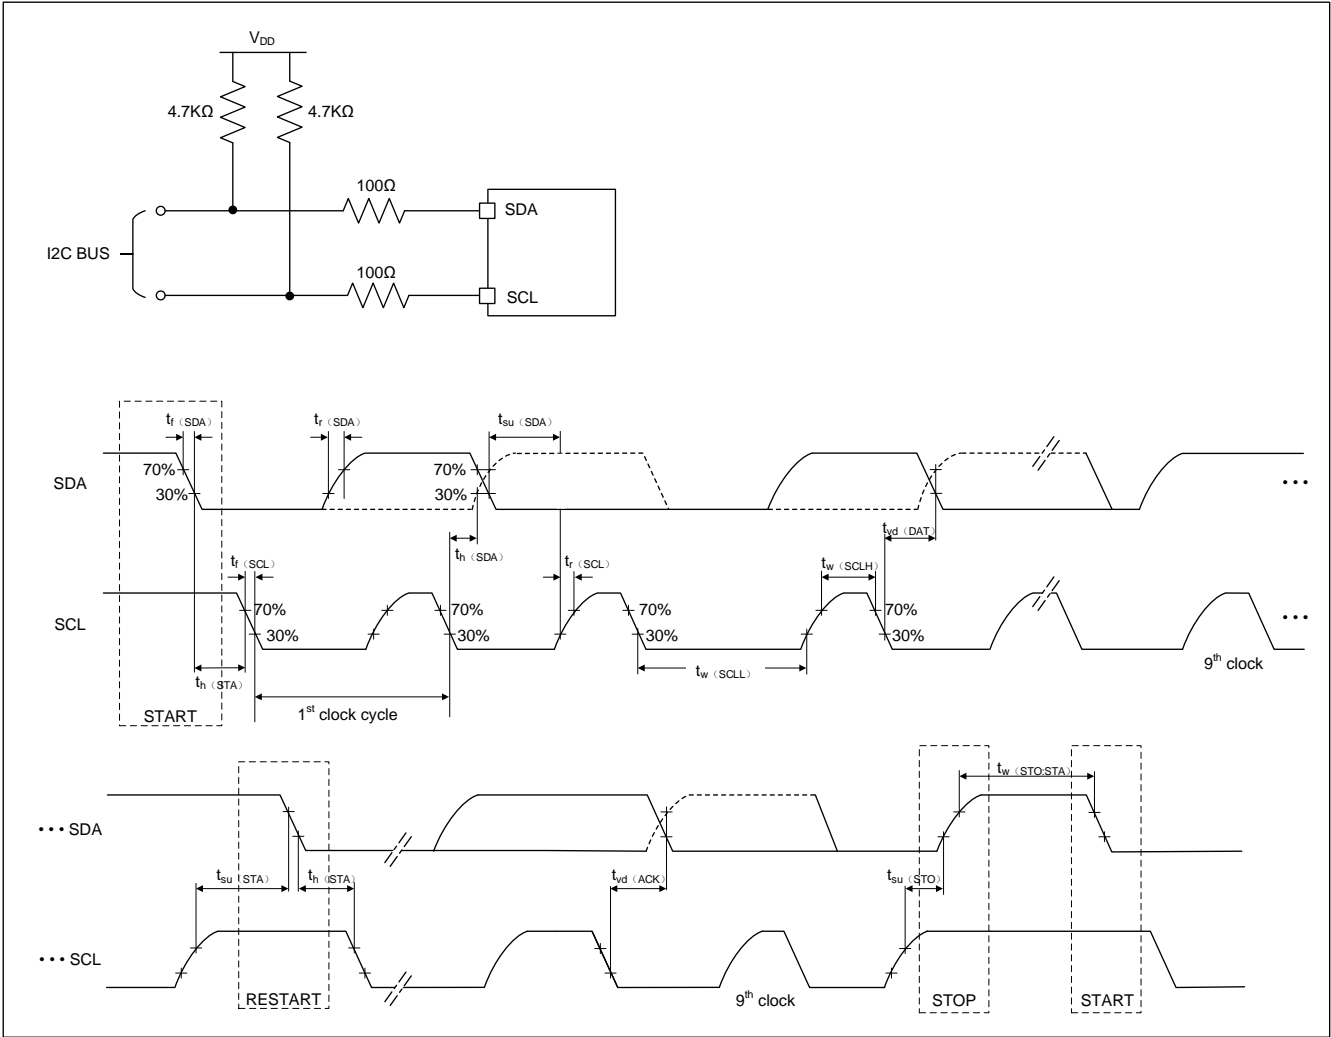 VDD
4.7KΩ 4.7KΩ
100Ω
SDA
I2C BUS
100Ω
SCL
tf（SDA） tr（SDA） tsu（SDA）
70% 70%
SDA
30% 30%
•••
tvd（DAT）
th（SDA）
tf（SCL） tr（SCL） tw（SCLH）
70% 70% 70% 70%
SCL
30% 30% 30% 30%
•••
th（STA） tw（SCLL） 9th clock
START 1st clock cycle
tw（STO:STA）
•••SDA
tsu（STA） th（STA） tvd（ACK） tsu（STO）
•••SCL
RESTART 9th clock STOP START